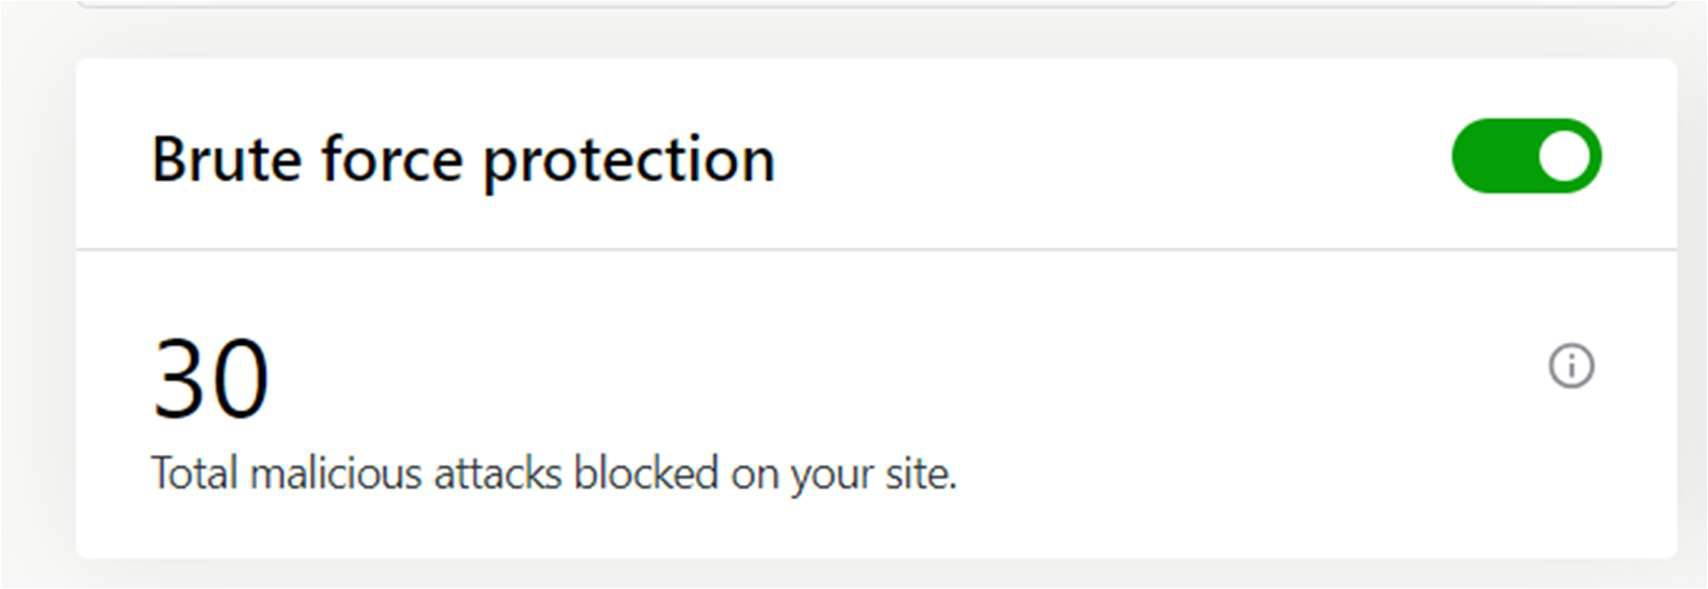 Brute force protection
30
Total malicious attacks blocked on your site.